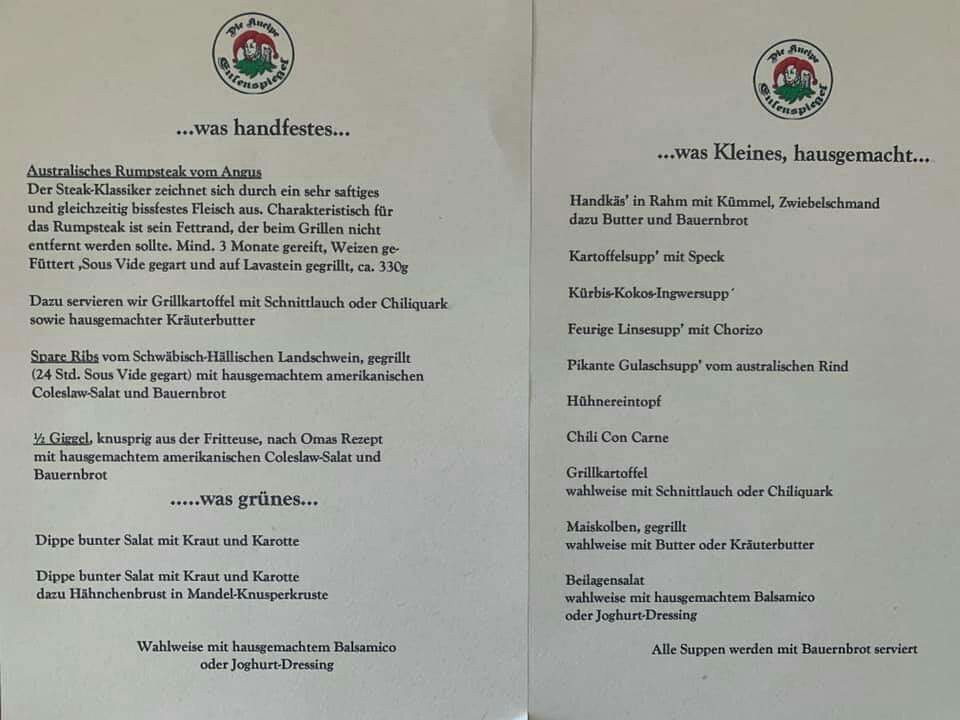 Die Kneipe
Eulenspiegel
...was handfestes...
Australisches Rumpsteak vom Angus
Der Steak-Klassiker zeichnet sich durch ein sehr saftiges
und gleichzeitig bissfestes Fleisch aus. Charakteristisch für
das Rumpsteak ist sein Fettrand, der beim Grillen nicht
entfernt werden sollte. Mind. 3 Monate gereift, Weizen ge-
Füttert ,Sous Vide gegart und auf Lavastein gegrillt, ca. 330g
Dazu servieren wir Grillkartoffel mit Schnittlauch oder Chiliquark
sowie hausgemachter Kräuterbutter
Spare Ribs vom Schwäbisch-Hällischen Landschwein, gegrillt
(24 Std. Sous Vide gegart) mit hausgemachtem amerikanischen
Coleslaw-Salat und Bauernbrot
½ Giggel, knusprig aus der Fritteuse, nach Omas Rezept
mit hausgemachtem amerikanischen Coleslaw-Salat und
Bauernbrot
.....was grünes...
Dippe bunter Salat mit Kraut und Karotte
Dippe bunter Salat mit Kraut und Karotte
dazu Hähnchenbrust in Mandel-Knusperkruste
Wahlweise mit hausgemachtem Balsamico
oder Joghurt-Dressing
Die Kneipe
Eulenspiegel
...was Kleines, hausgemacht...
Handkäs' in Rahm mit Kümmel, Zwiebelschmand
dazu Butter und Bauernbrot
Kartoffelsupp' mit Speck
Kürbis-Kokos-Ingwersupp´
Feurige Linsesupp' mit Chorizo
Pikante Gulaschsupp' vom australischen Rind
Hühnereintopf
Chili Con Carne
Grillkartoffel
wahlweise mit Schnittlauch oder Chiliquark
Maiskolben, gegrillt
wahlweise mit Butter oder Kräuterbutter
Beilagensalat
wahlweise mit hausgemachtem Balsamico
oder Joghurt-Dressing
Alle Suppen werden mit Bauernbrot serviert